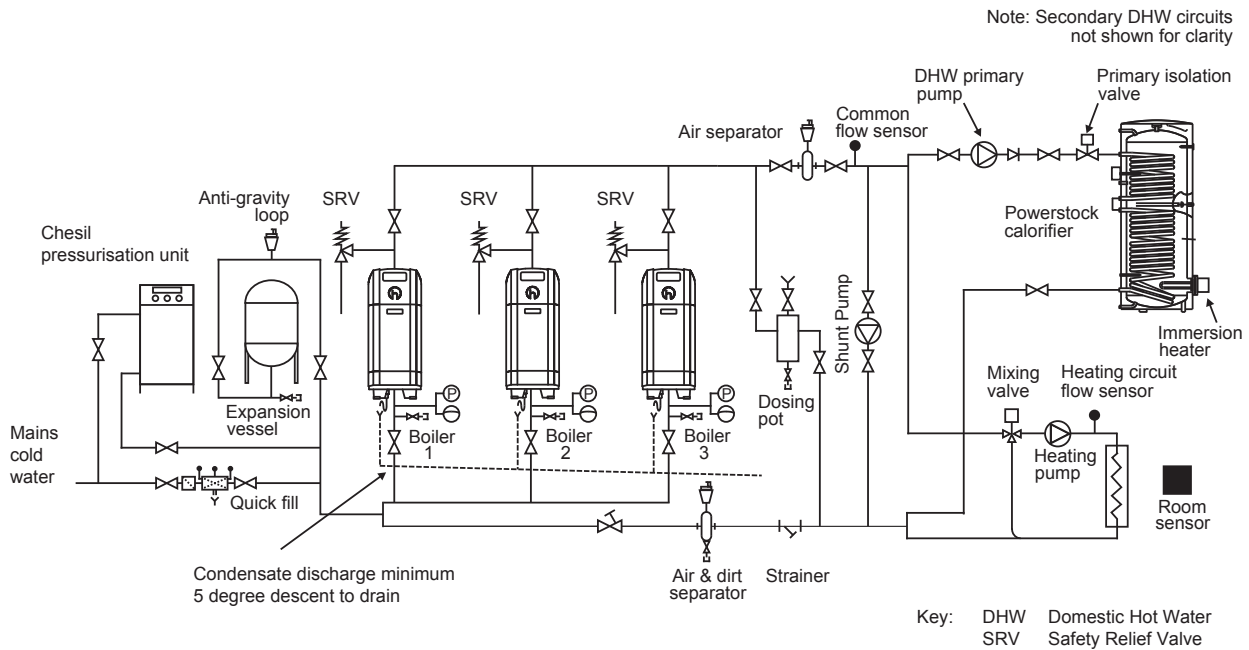 Note: Secondary DHW circuits
not shown for clarity
DHW primary
pump
Primary isolation
valve
Common
flow sensor
Air separator
Anti-gravity
loop
SRV
SRV
SRV
Chesil
pressurisation unit
Powerstock
calorifier
Shunt Pump
Immersion
heater
Mixing
valve
Heating circuit
flow sensor
Dosing
pot
Expansion
vessel
P
P
P
Boiler
1
Boiler
2
Boiler
3
Mains
cold
water
Heating
pump
Quick fill
Room
sensor
Condensate discharge minimum
5 degree descent to drain
Air & dirt
separator
Strainer
Key: DHW Domestic Hot Water
SRV Safety Relief Valve